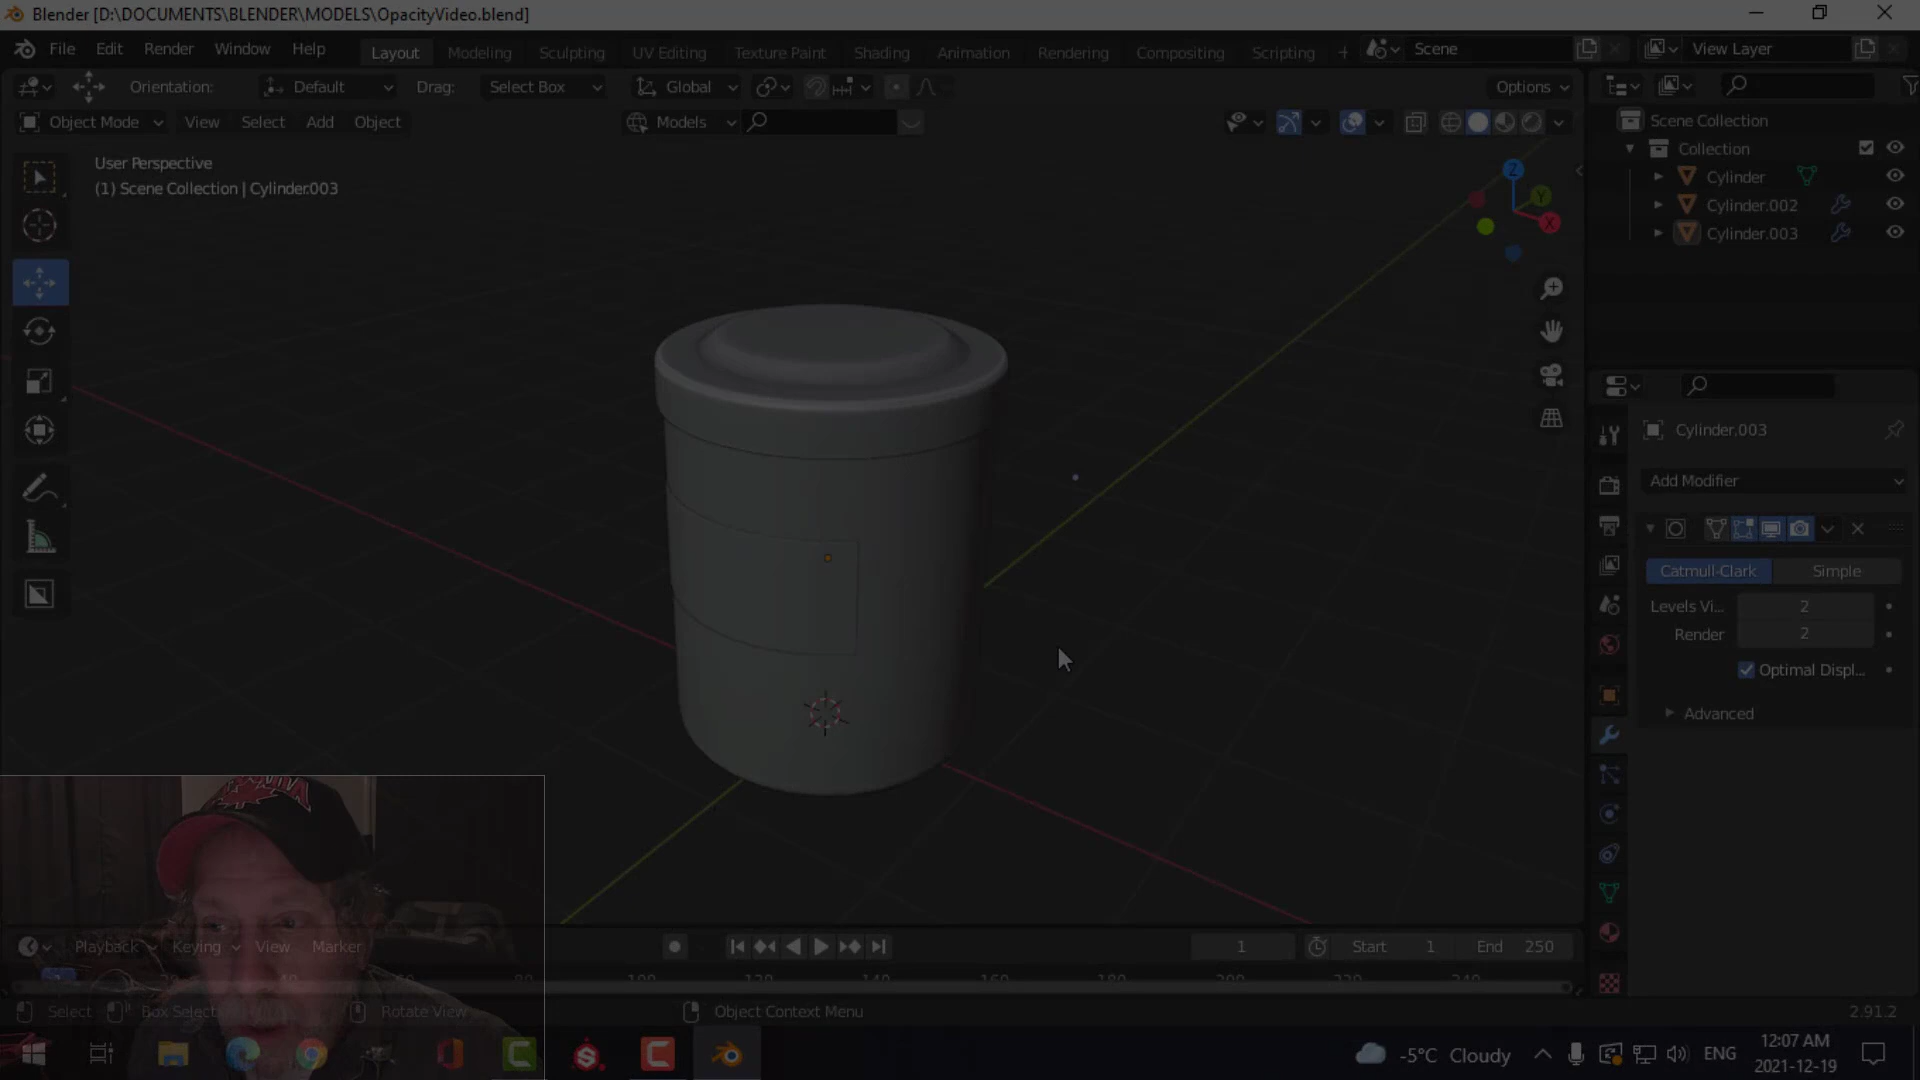 Blender [D:\DOCUMENTS\BLENDER\MODELS\OpacityVideo.blend]
File Edit Render Window Help Layout Modeling Sculpting UV Editing Texture Paint Shading Animation Rendering Compositing Scripting + Scene View Layer
Orientation: Default Drag: Select Box Global Options
Object Mode View Select Add Object Models
User Perspective
(1) Scene Collection | Cylinder.003
Z
Y
X
Scene Collection
Collection
Cylinder
Cylinder.002
Cylinder.003
Cylinder.003
Add Modifier
Catmull-Clark Simple
Levels Vi... 2
Render 2
Optimal Displ...
Advanced
Playback Keying View Marker 1 Start 1 End 250
Select Box Select Rotate View Object Context Menu 2.91.2
-5°C Cloudy ENG 12:07 AM
2021-12-19